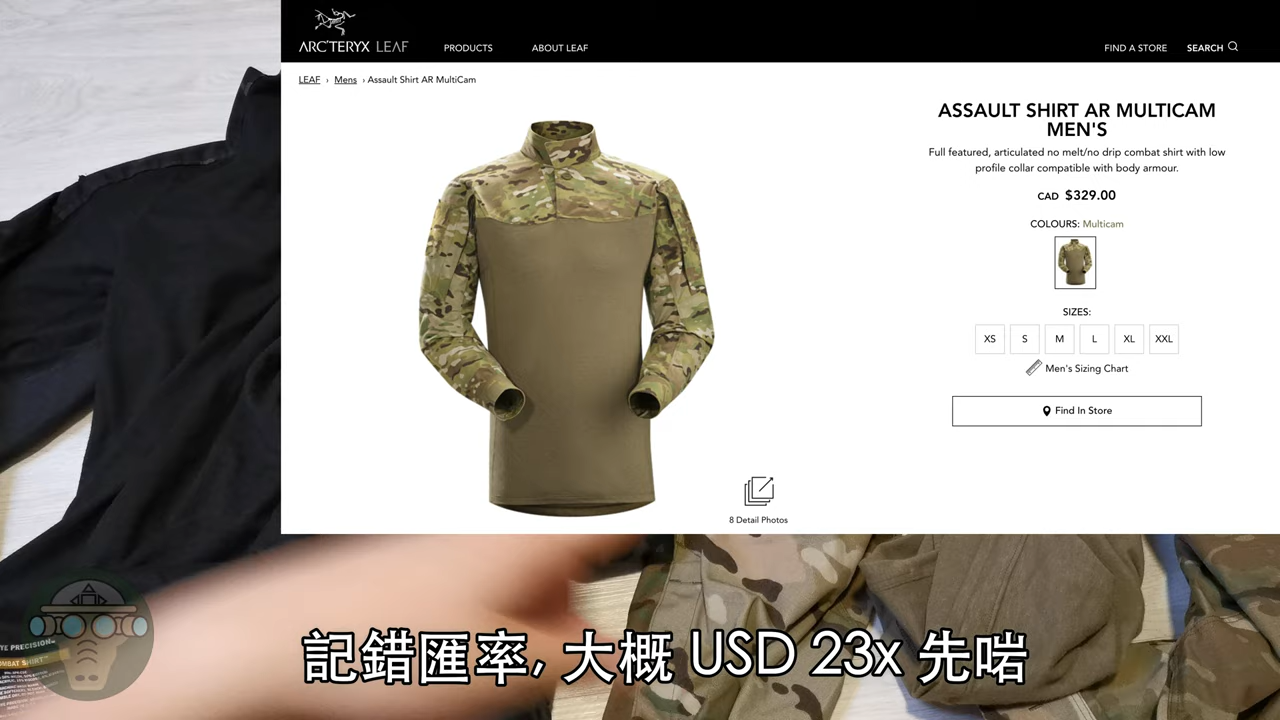 ARC'TERYX LEAF
PRODUCTS
ABOUT LEAF
FIND A STORE
SEARCH
LEAF › Mens › Assault Shirt AR MultiCam
ASSAULT SHIRT AR MULTICAM
MEN'S
Full featured, articulated no melt/no drip combat shirt with low
profile collar compatible with body armour.
CAD $329.00
COLOURS: Multicam
SIZES:
XS S M L XL XXL
Men's Sizing Chart
Find In Store
8 Detail Photos
PRECISION
COMBAT SHIRT
記錯匯率, 大概 USD 23x 先啱